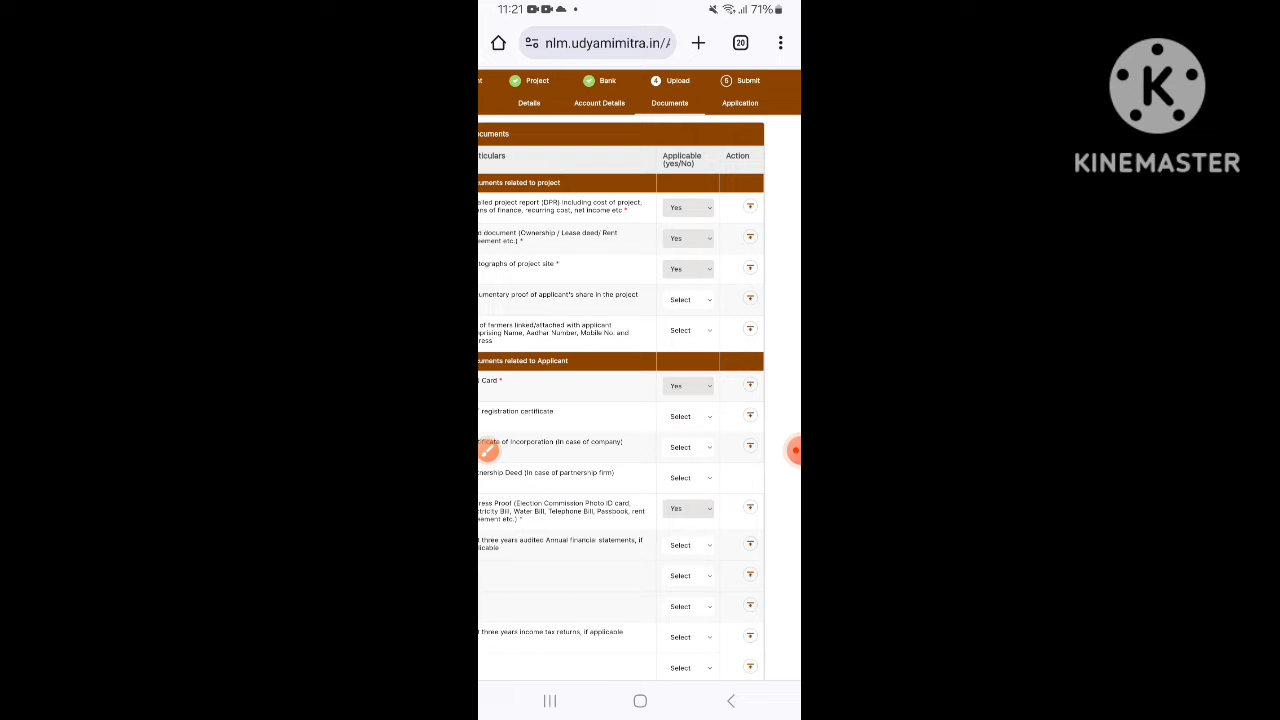 11:21
71%
nlm.udyamimitra.in/A
20
nt
Project
Details
Bank
Account Details
4 Upload
Documents
5 Submit
Application
cuments
ticulars
Applicable
(yes/No)
Action
cuments related to project
ailed project report (DPR) including cost of project,
ans of finance, recurring cost, net income etc *
Yes
d document (Ownership / Lease deed/ Rent
eement etc.) *
Yes
tographs of project site *
Yes
umentary proof of applicant's share in the project
Select
of farmers linked/attached with applicant
prising Name, Aadhar Number, Mobile No. and
ress
Select
cuments related to Applicant
Card *
Yes
registration certificate
Select
tificate of Incorporation (In case of company)
Select
tnership Deed (In case of partnership firm)
Select
ress Proof (Election Commission Photo ID card,
ctricity Bill, Water Bill, Telephone Bill, Passbook, rent
eement etc.) *
Yes
t three years audited Annual financial statements, if
licable
Select
Select
Select
t three years income tax returns, if applicable
Select
Select
K
KINEMASTER